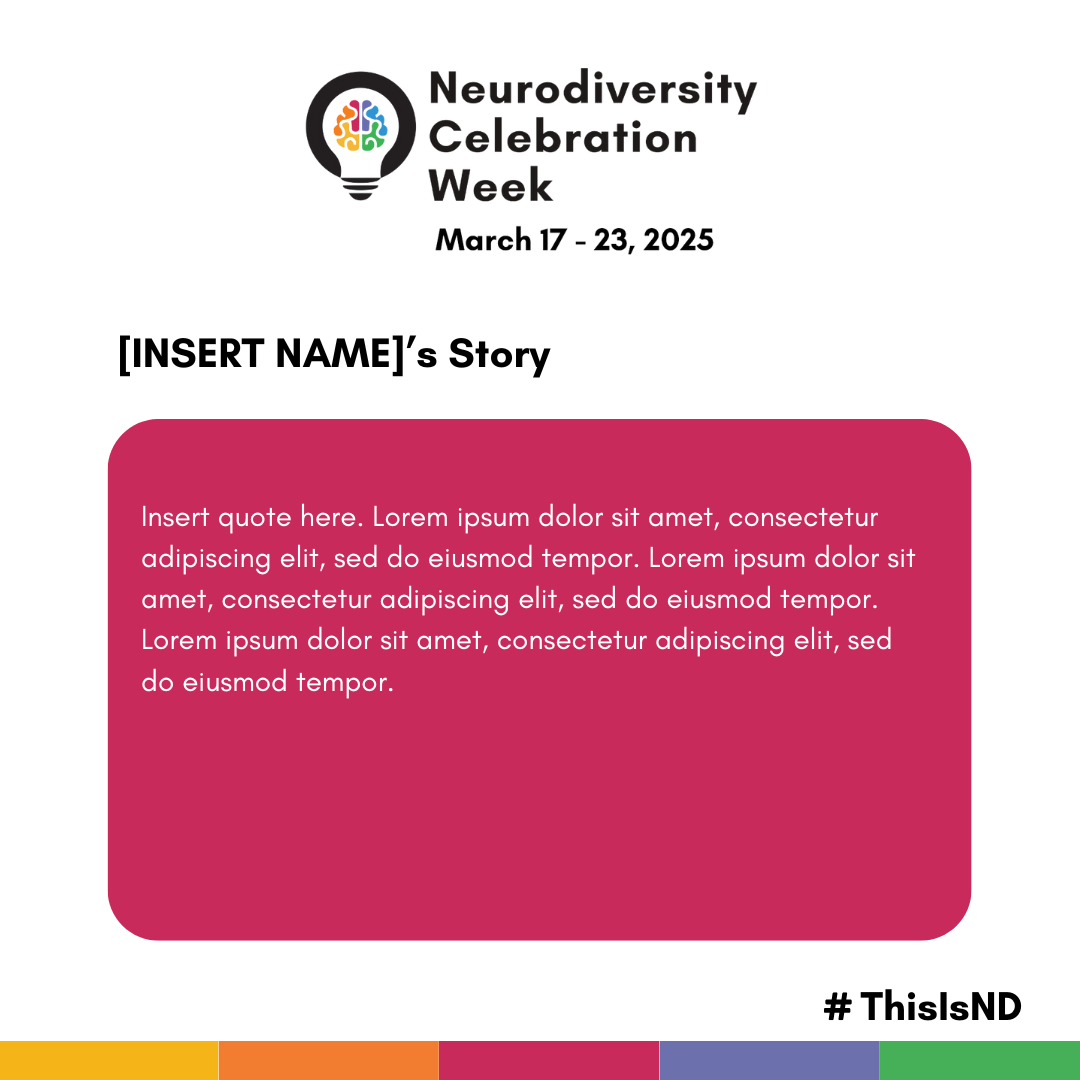 Neurodiversity
Celebration
Week
March 17 - 23, 2025
[INSERT NAME]’s Story
Insert quote here. Lorem ipsum dolor sit amet, consectetur
adipiscing elit, sed do eiusmod tempor. Lorem ipsum dolor sit
amet, consectetur adipiscing elit, sed do eiusmod tempor.
Lorem ipsum dolor sit amet, consectetur adipiscing elit, sed
do eiusmod tempor.
# ThisIsND